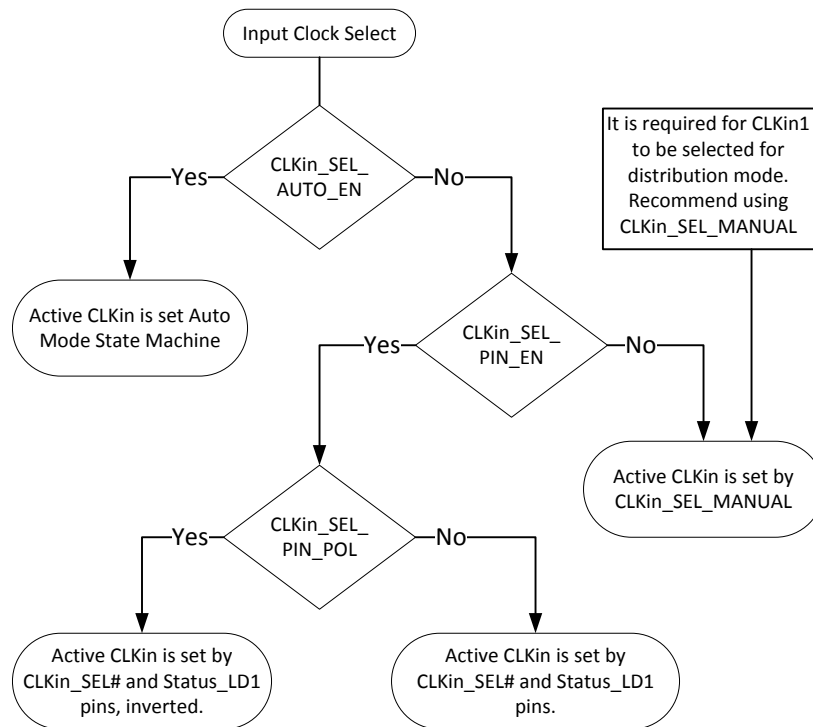 Input Clock Select
CLKin_SEL_
AUTO_EN
Yes
No
It is required for CLKin1
to be selected for
distribution mode.
Recommend using
CLKin_SEL_MANUAL
Active CLKin is set Auto
Mode State Machine
CLKin_SEL_
PIN_EN
Yes
No
Active CLKin is set by
CLKin_SEL_MANUAL
CLKin_SEL_
PIN_POL
Yes
No
Active CLKin is set by
CLKin_SEL# and Status_LD1
pins, inverted.
Active CLKin is set by
CLKin_SEL# and Status_LD1
pins.